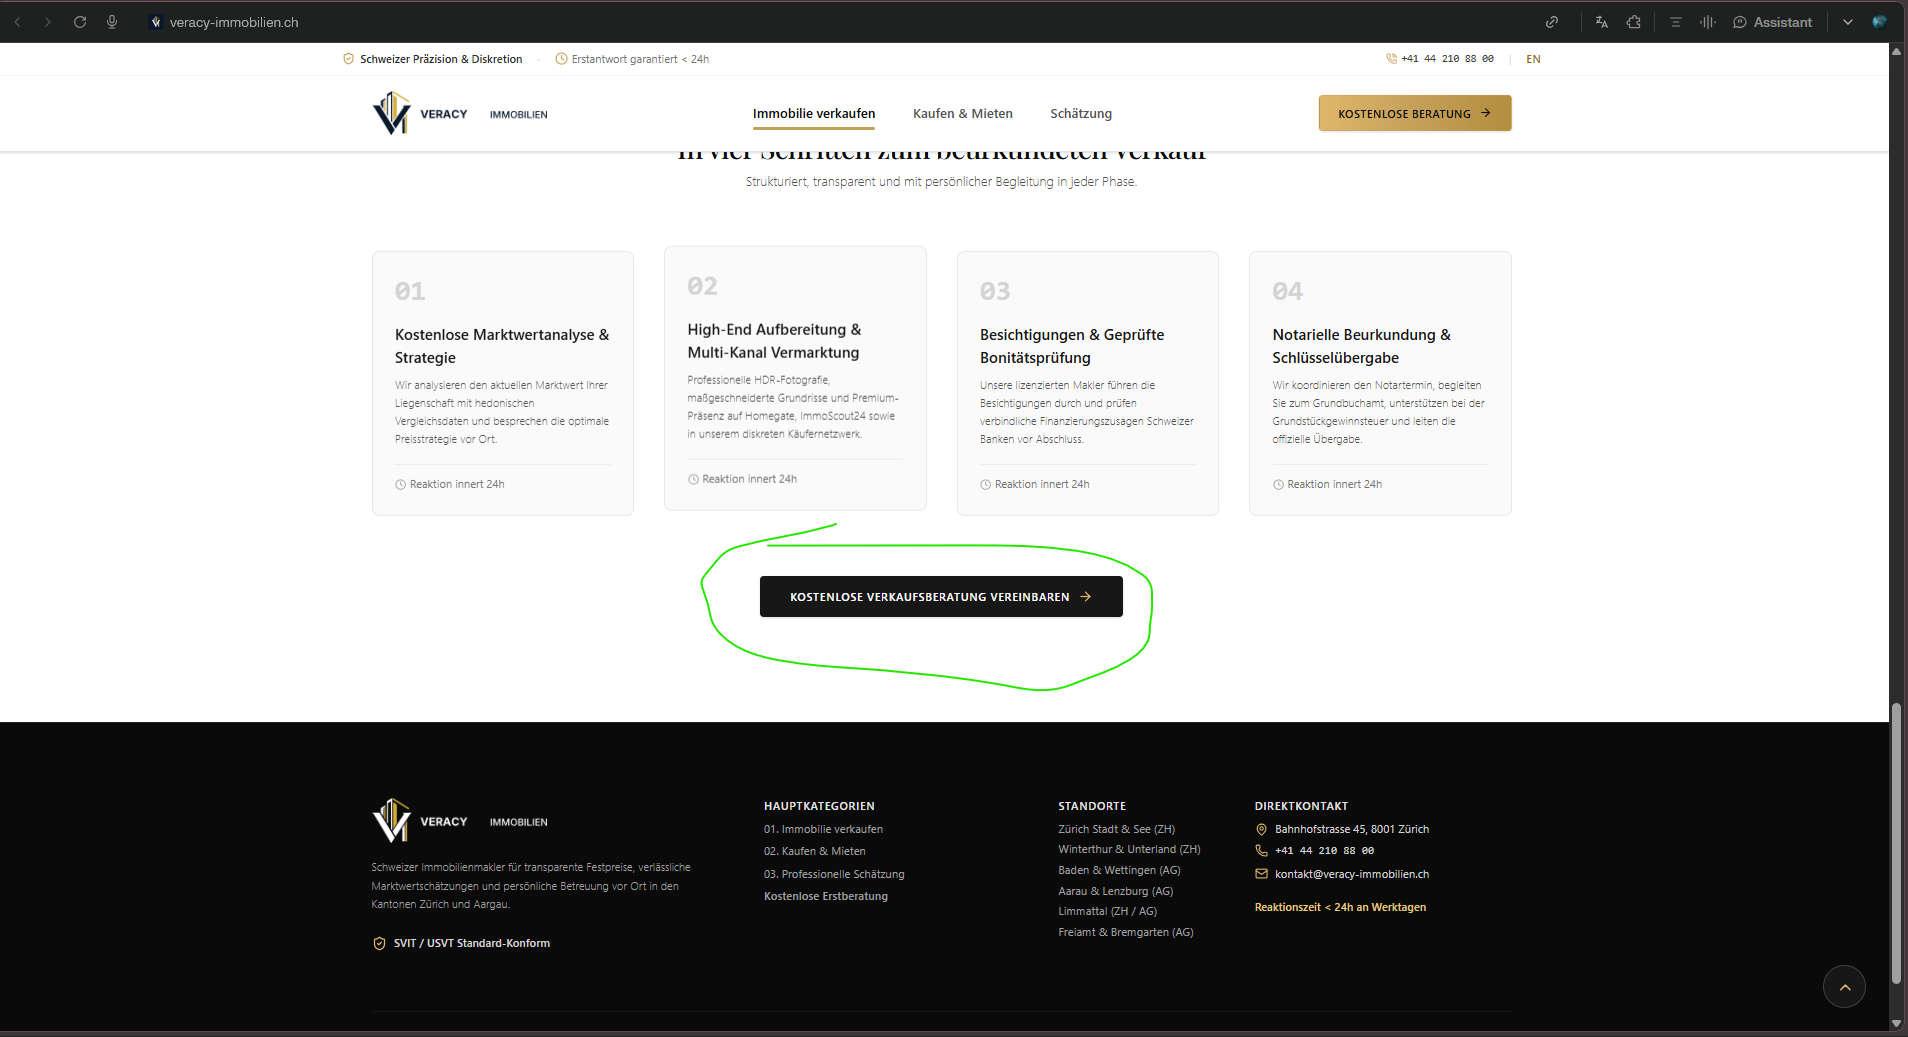 veracy-immobilien.ch
Assistant
Schweizer Präzision & Diskretion · Erstantwort garantiert < 24h
+41 44 210 88 00 | EN
VERACY IMMOBILIEN
Immobilie verkaufen
Kaufen & Mieten
Schätzung
KOSTENLOSE BERATUNG →
In vier Schritten zum beurkundeten Verkauf
Strukturiert, transparent und mit persönlicher Begleitung in jeder Phase.
01
Kostenlose Marktwertanalyse &
Strategie
Wir analysieren den aktuellen Marktwert Ihrer
Liegenschaft mit hedonischen
Vergleichsdaten und besprechen die optimale
Preisstrategie vor Ort.
Reaktion innert 24h
02
High-End Aufbereitung &
Multi-Kanal Vermarktung
Professionelle HDR-Fotografie,
maßgeschneiderte Grundrisse und Premium-
Präsenz auf Homegate, ImmoScout24 sowie
in unserem diskreten Käufernetzwerk.
Reaktion innert 24h
03
Besichtigungen & Geprüfte
Bonitätsprüfung
Unsere lizenzierten Makler führen die
Besichtigungen durch und prüfen
verbindliche Finanzierungszusagen Schweizer
Banken vor Abschluss.
Reaktion innert 24h
04
Notarielle Beurkundung &
Schlüsselübergabe
Wir koordinieren den Notartermin, begleiten
Sie zum Grundbuchamt, unterstützen bei der
Grundstückgewinnsteuer und leiten die
offizielle Übergabe.
Reaktion innert 24h
KOSTENLOSE VERKAUFSBERATUNG VEREINBAREN →
VERACY IMMOBILIEN
Schweizer Immobilienmakler für transparente Festpreise, verlässliche
Marktwertschätzungen und persönliche Betreuung vor Ort in den
Kantonen Zürich und Aargau.
SVIT / USVT Standard-Konform
HAUPTKATEGORIEN
01. Immobilie verkaufen
02. Kaufen & Mieten
03. Professionelle Schätzung
Kostenlose Erstberatung
STANDORTE
Zürich Stadt & See (ZH)
Winterthur & Unterland (ZH)
Baden & Wettingen (AG)
Aarau & Lenzburg (AG)
Limmattal (ZH / AG)
Freiamt & Bremgarten (AG)
DIREKTKONTAKT
Bahnhofstrasse 45, 8001 Zürich
+41 44 210 88 00
kontakt@veracy-immobilien.ch
Reaktionszeit < 24h an Werktagen